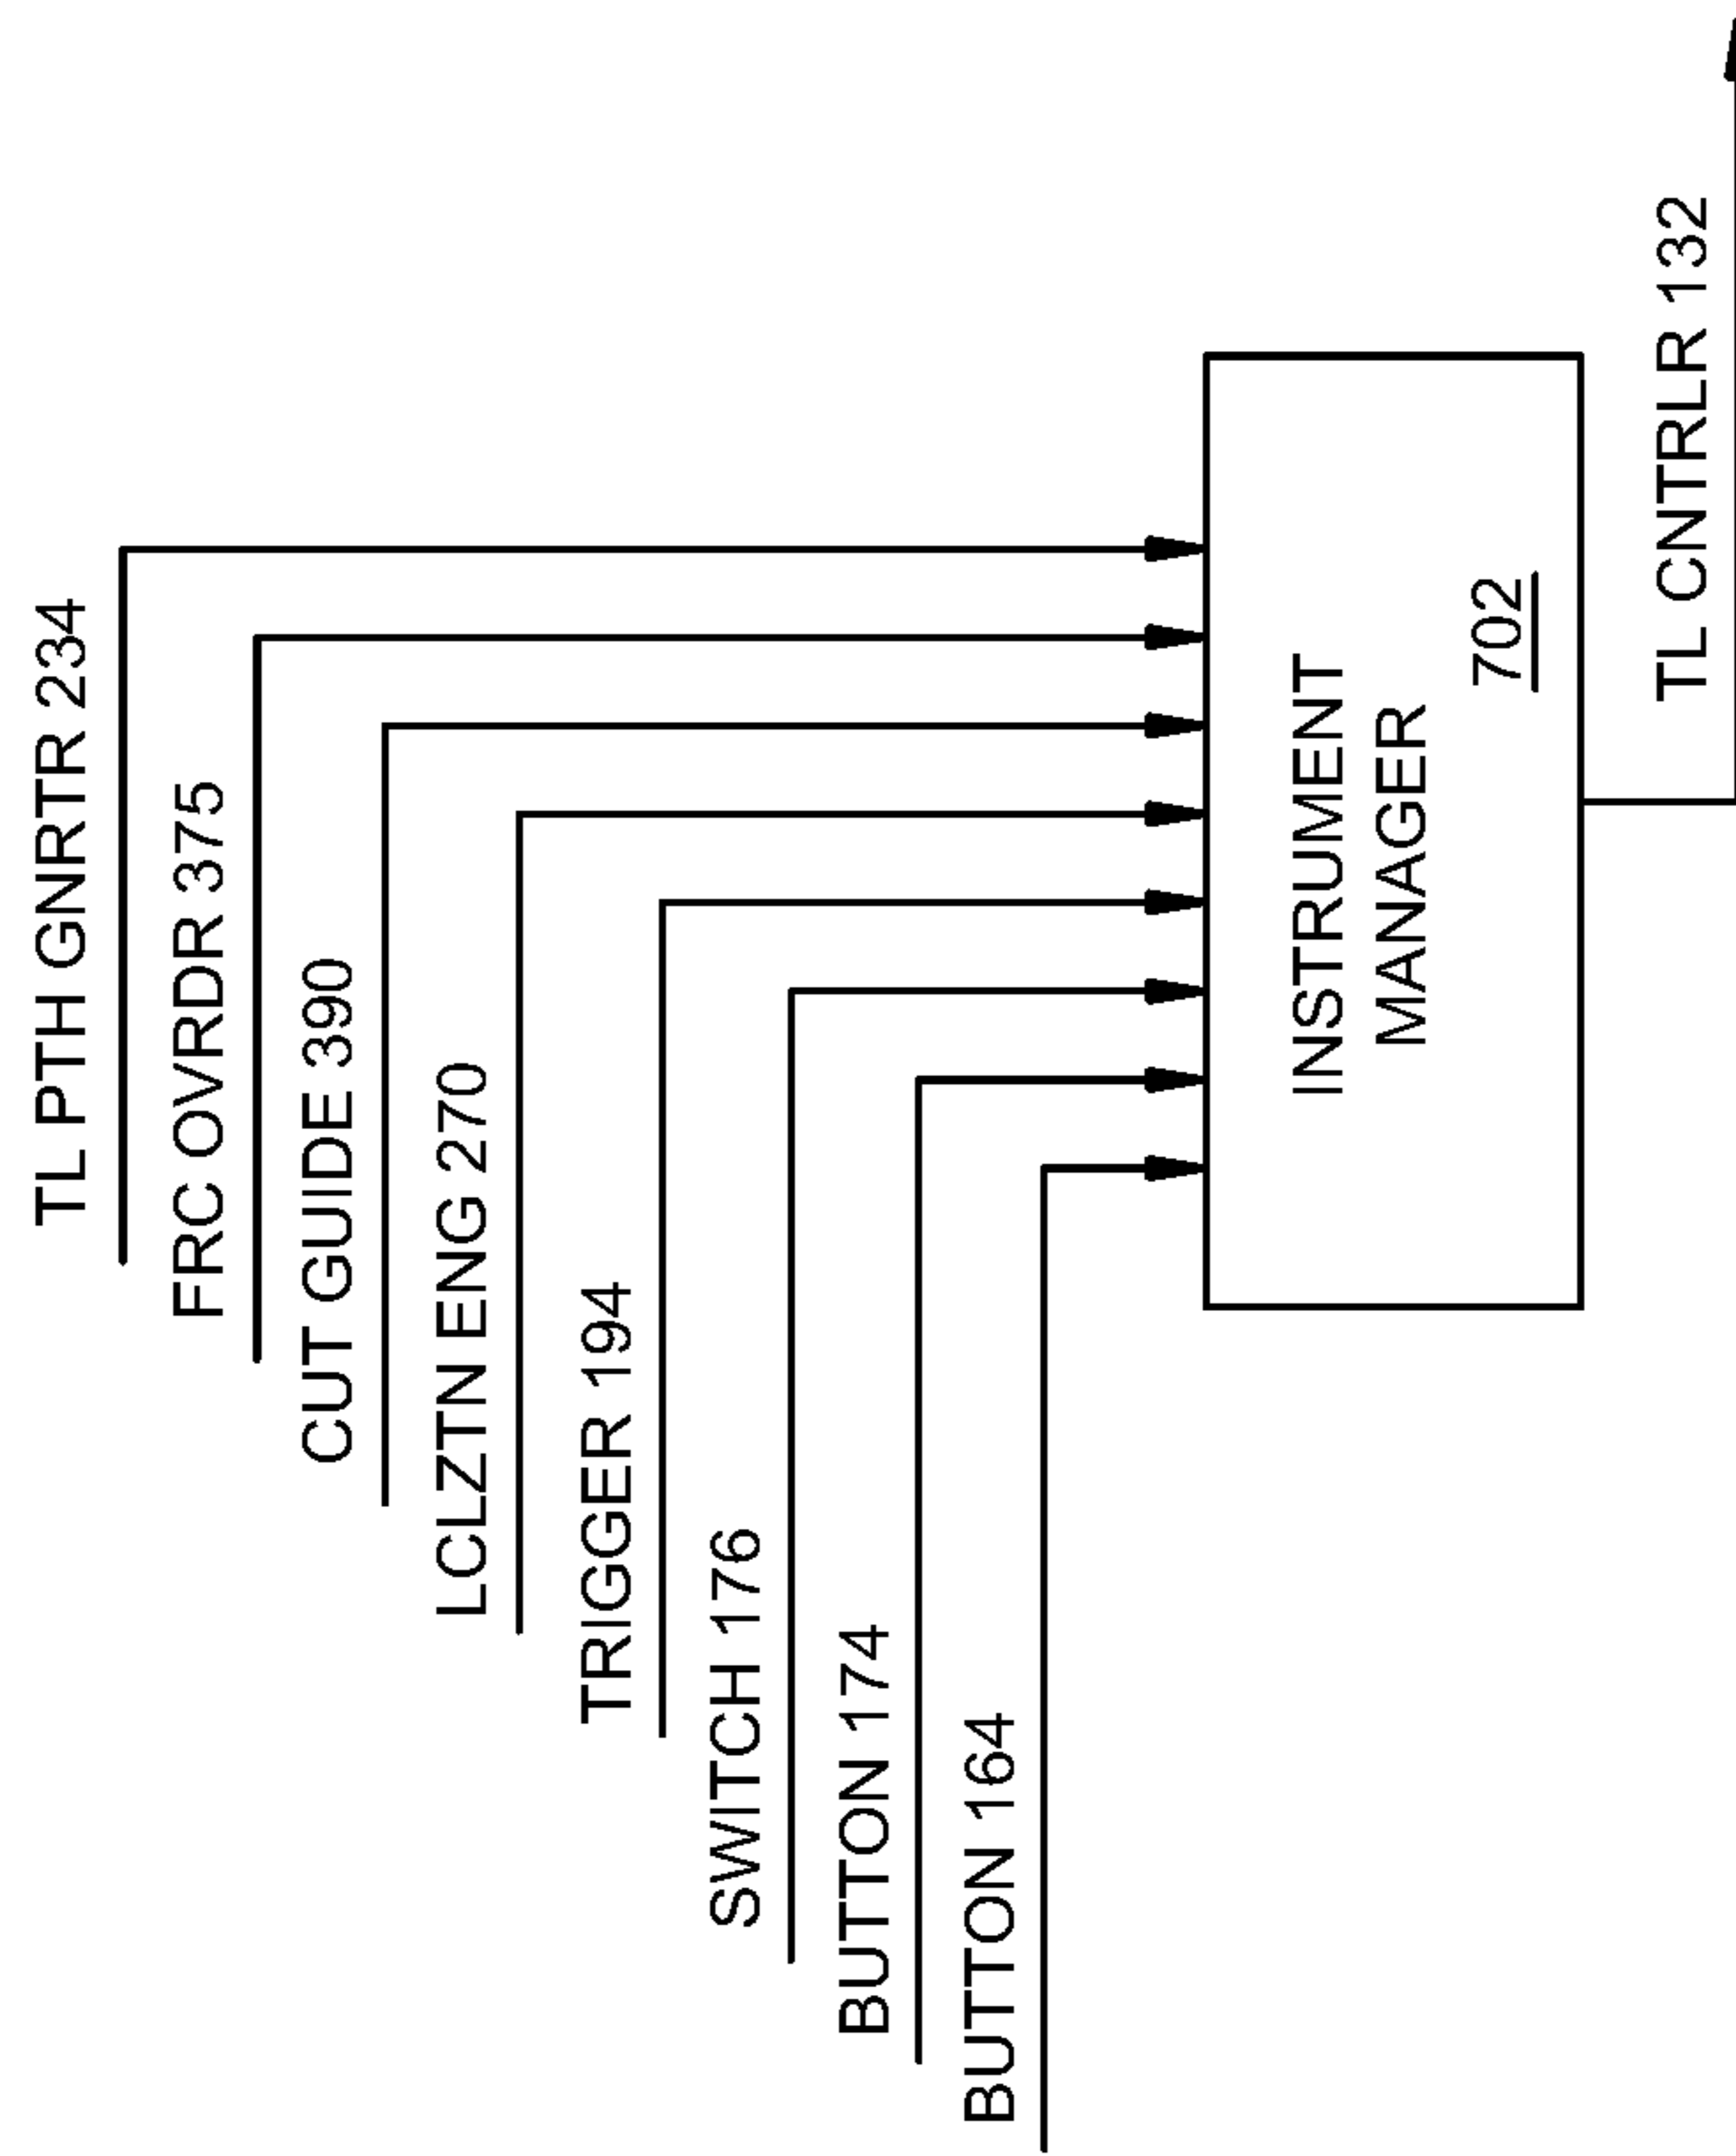 TL PTH GNRTR 234
FRC OVRDR 375
CUT GUIDE 390
LCLZTN ENG 270
TRIGGER 194
SWITCH 176
BUTTON 174
BUTTON 164
INSTRUMENT
MANAGER
702
TL CNTRLR 132